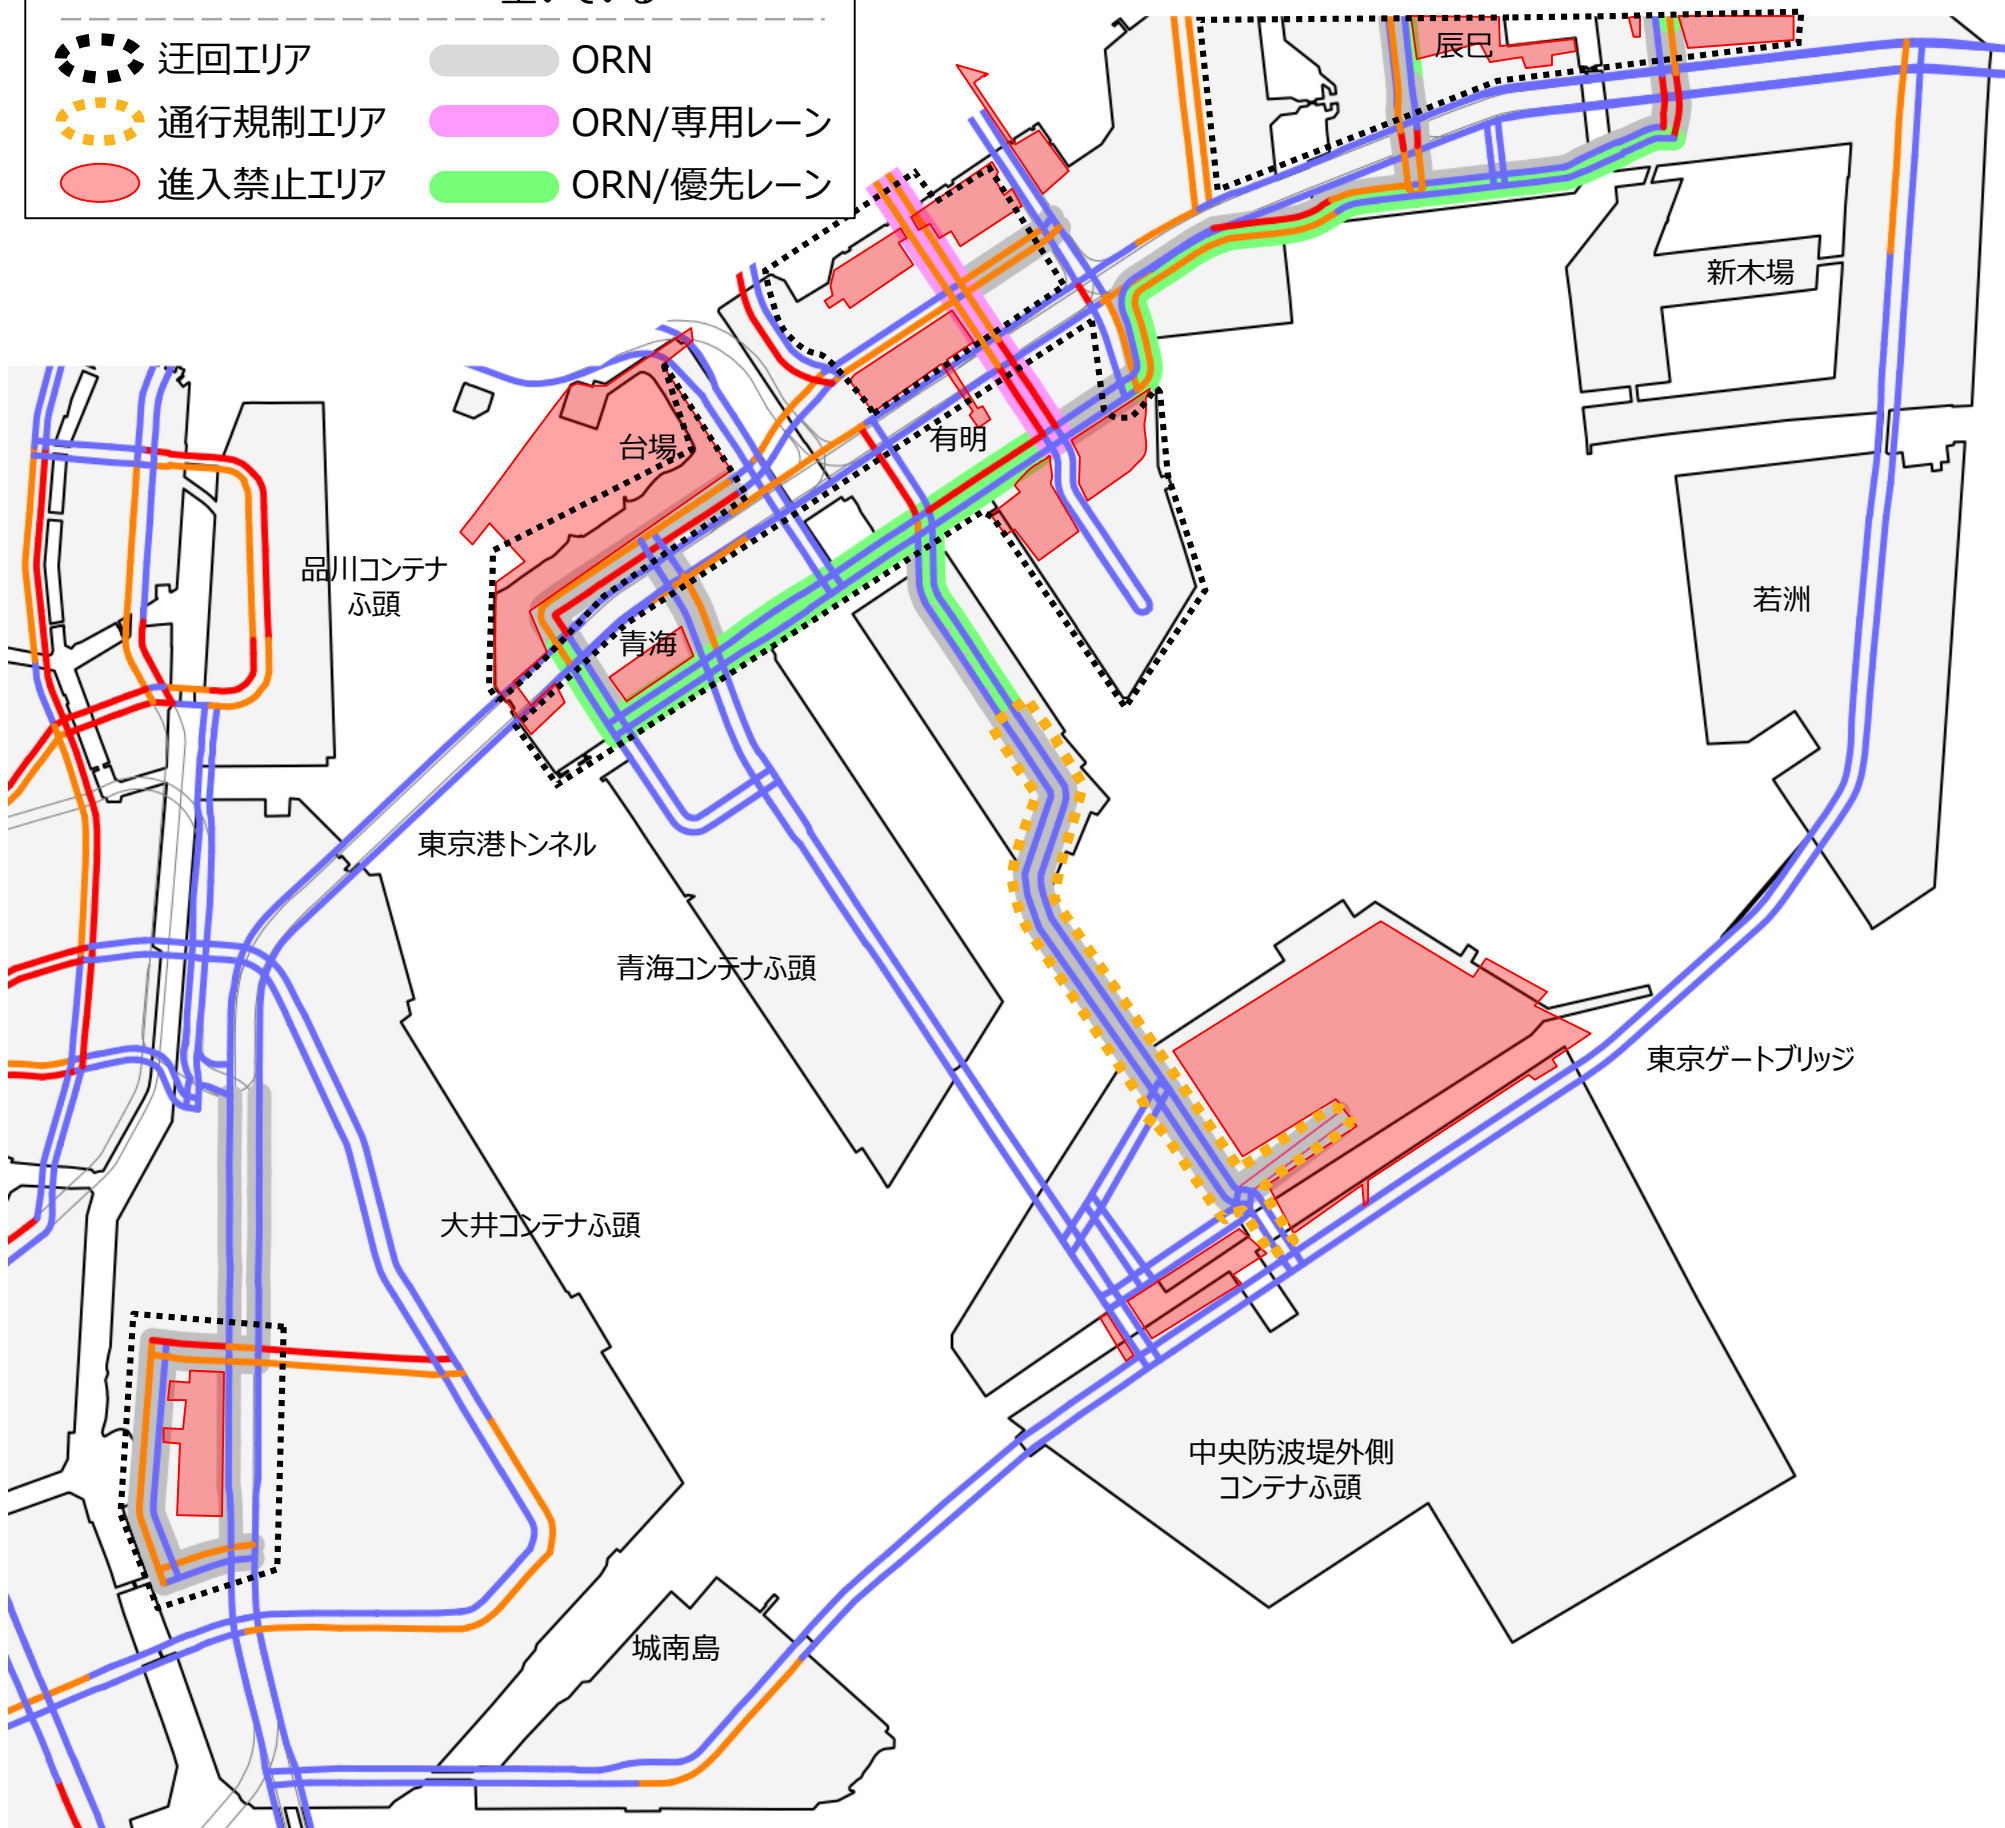 迂回エリア
ORN
通行規制エリア
ORN/専用レーン
進入禁止エリア
ORN/優先レーン
辰巳
新木場
有明
台場
品川コンテナ
ふ頭
若洲
青海
東京港トンネル
青海コンテナふ頭
東京ゲートブリッジ
大井コンテナふ頭
中央防波堤外側
コンテナふ頭
城南島